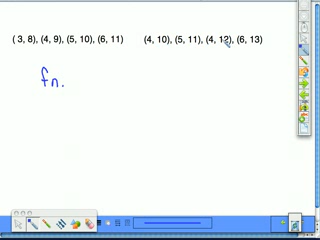 ( 3, 8), (4, 9), (5, 10), (6, 11) (4, 10), (5, 11), (4, 12), (6, 13)
fn.